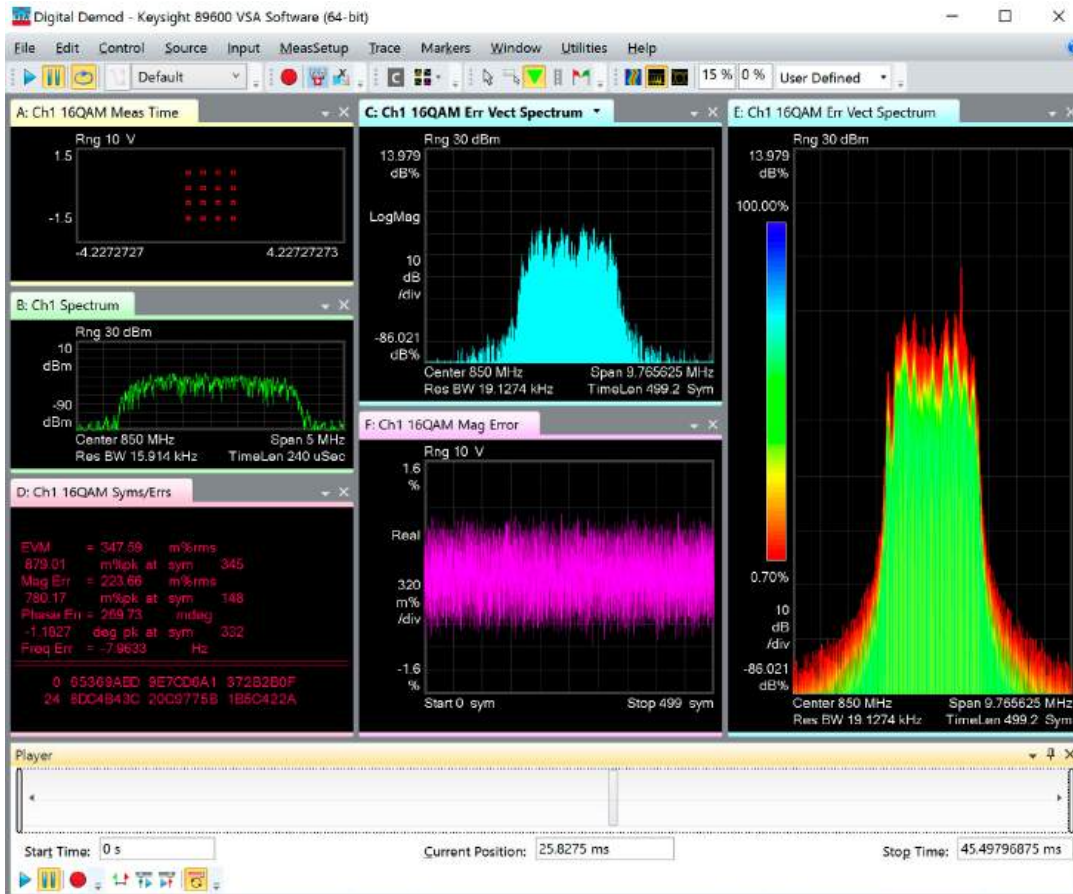 Digital Demod - Keysight 89600 VSA Software (64-bit)
File Edit Control Source Input MeasSetup Trace Markers Window Utilities Help
Default
C
15 % 0 % User Defined
A: Ch1 16QAM Meas Time
Rng 10 V
1.5
-1.5
-4.2272727
4.22727273
B: Ch1 Spectrum
Rng 30 dBm
10
dBm
-90
dBm
Center 850 MHz Span 5 MHz
Res BW 15.914 kHz TimeLen 240 uSec
D: Ch1 16QAM Syms/Errs
EVM = 347.59 m%rms
879.01 m%pk at sym 345
Mag Err = 223.66 m%rms
780.17 m%pk at sym 148
Phase Err = 269.73 mdeg
-1.1827 deg pk at sym 332
Freq Err = -7.9633 Hz
0 95369AED 9E7CD6A1 372B2B0F
24 8DC4B43C 20C9775B 1B5C422A
C: Ch1 16QAM Err Vect Spectrum
Rng 30 dBm
13.979
dB%
LogMag
10
dB
/div
-86.021
dB%
Center 850 MHz Span 9.765625 MHz
Res BW 19.1274 kHz TimeLen 499.2 Sym
F: Ch1 16QAM Mag Error
Rng 10 V
1.6
%
Real
320
m%
/div
-1.6
%
Start 0 sym Stop 499 sym
E: Ch1 16QAM Err Vect Spectrum
Rng 30 dBm
13.979
dB%
100.00%
0.70%
10
dB
/div
-86.021
dB%
Center 850 MHz Span 9.765625 MHz
Res BW 19.1274 kHz TimeLen 499.2 Sym
Player
Start Time: 0 s
Current Position: 25.8275 ms
Stop Time: 45.49796875 ms